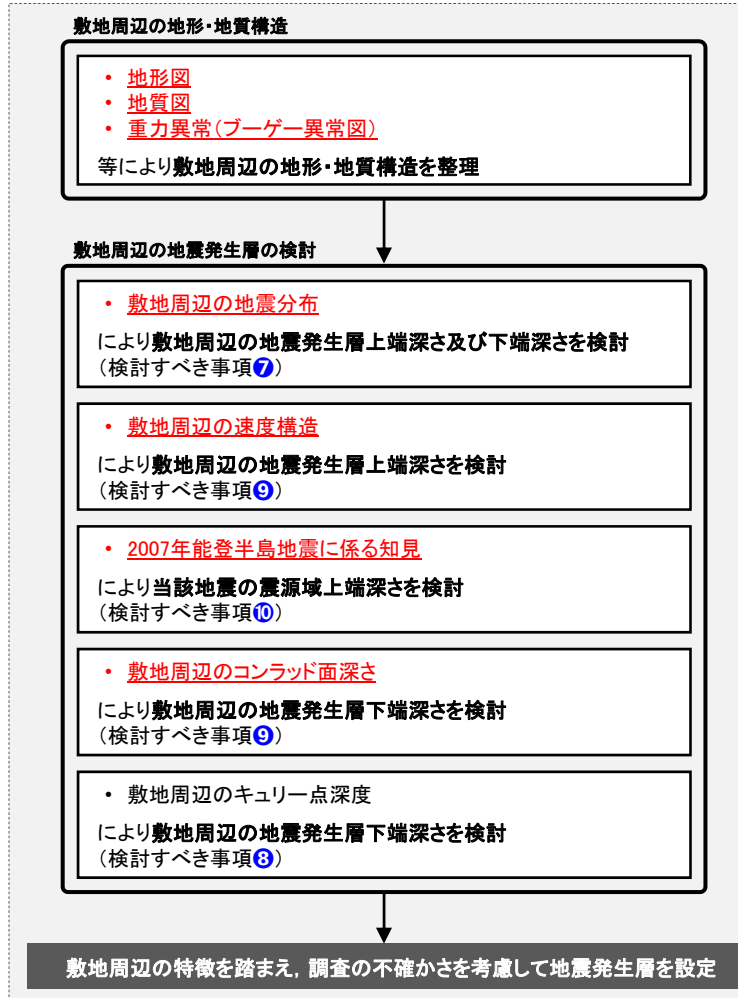 敷地周辺の地形・地質構造
・ 地形図
・ 地質図
・ 重力異常(ブーゲー異常図)
等により敷地周辺の地形・地質構造を整理
敷地周辺の地震発生層の検討
・ 敷地周辺の地震分布
により敷地周辺の地震発生層上端深さ及び下端深さを検討
(検討すべき事項❼)
・ 敷地周辺の速度構造
により敷地周辺の地震発生層上端深さを検討
(検討すべき事項❾)
・ 2007年能登半島地震に係る知見
により当該地震の震源域上端深さを検討
(検討すべき事項❿)
・ 敷地周辺のコンラッド面深さ
により敷地周辺の地震発生層下端深さを検討
(検討すべき事項❾)
・ 敷地周辺のキュリー点深度
により敷地周辺の地震発生層下端深さを検討
(検討すべき事項❽)
敷地周辺の特徴を踏まえ，調査の不確かさを考慮して地震発生層を設定